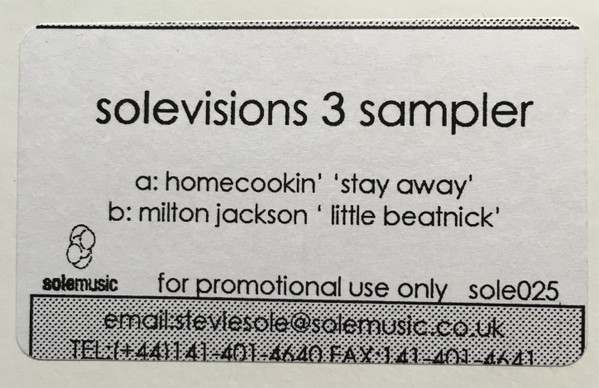 solevisions 3 sampler
a: homecookin' 'stay away'
b: milton jackson ' little beatnick'
solemusic for promotional use only sole025
email:stevlesole@solemusic.co.uk
TEL:(+44)141-401-4640 FAX:141-401-4641